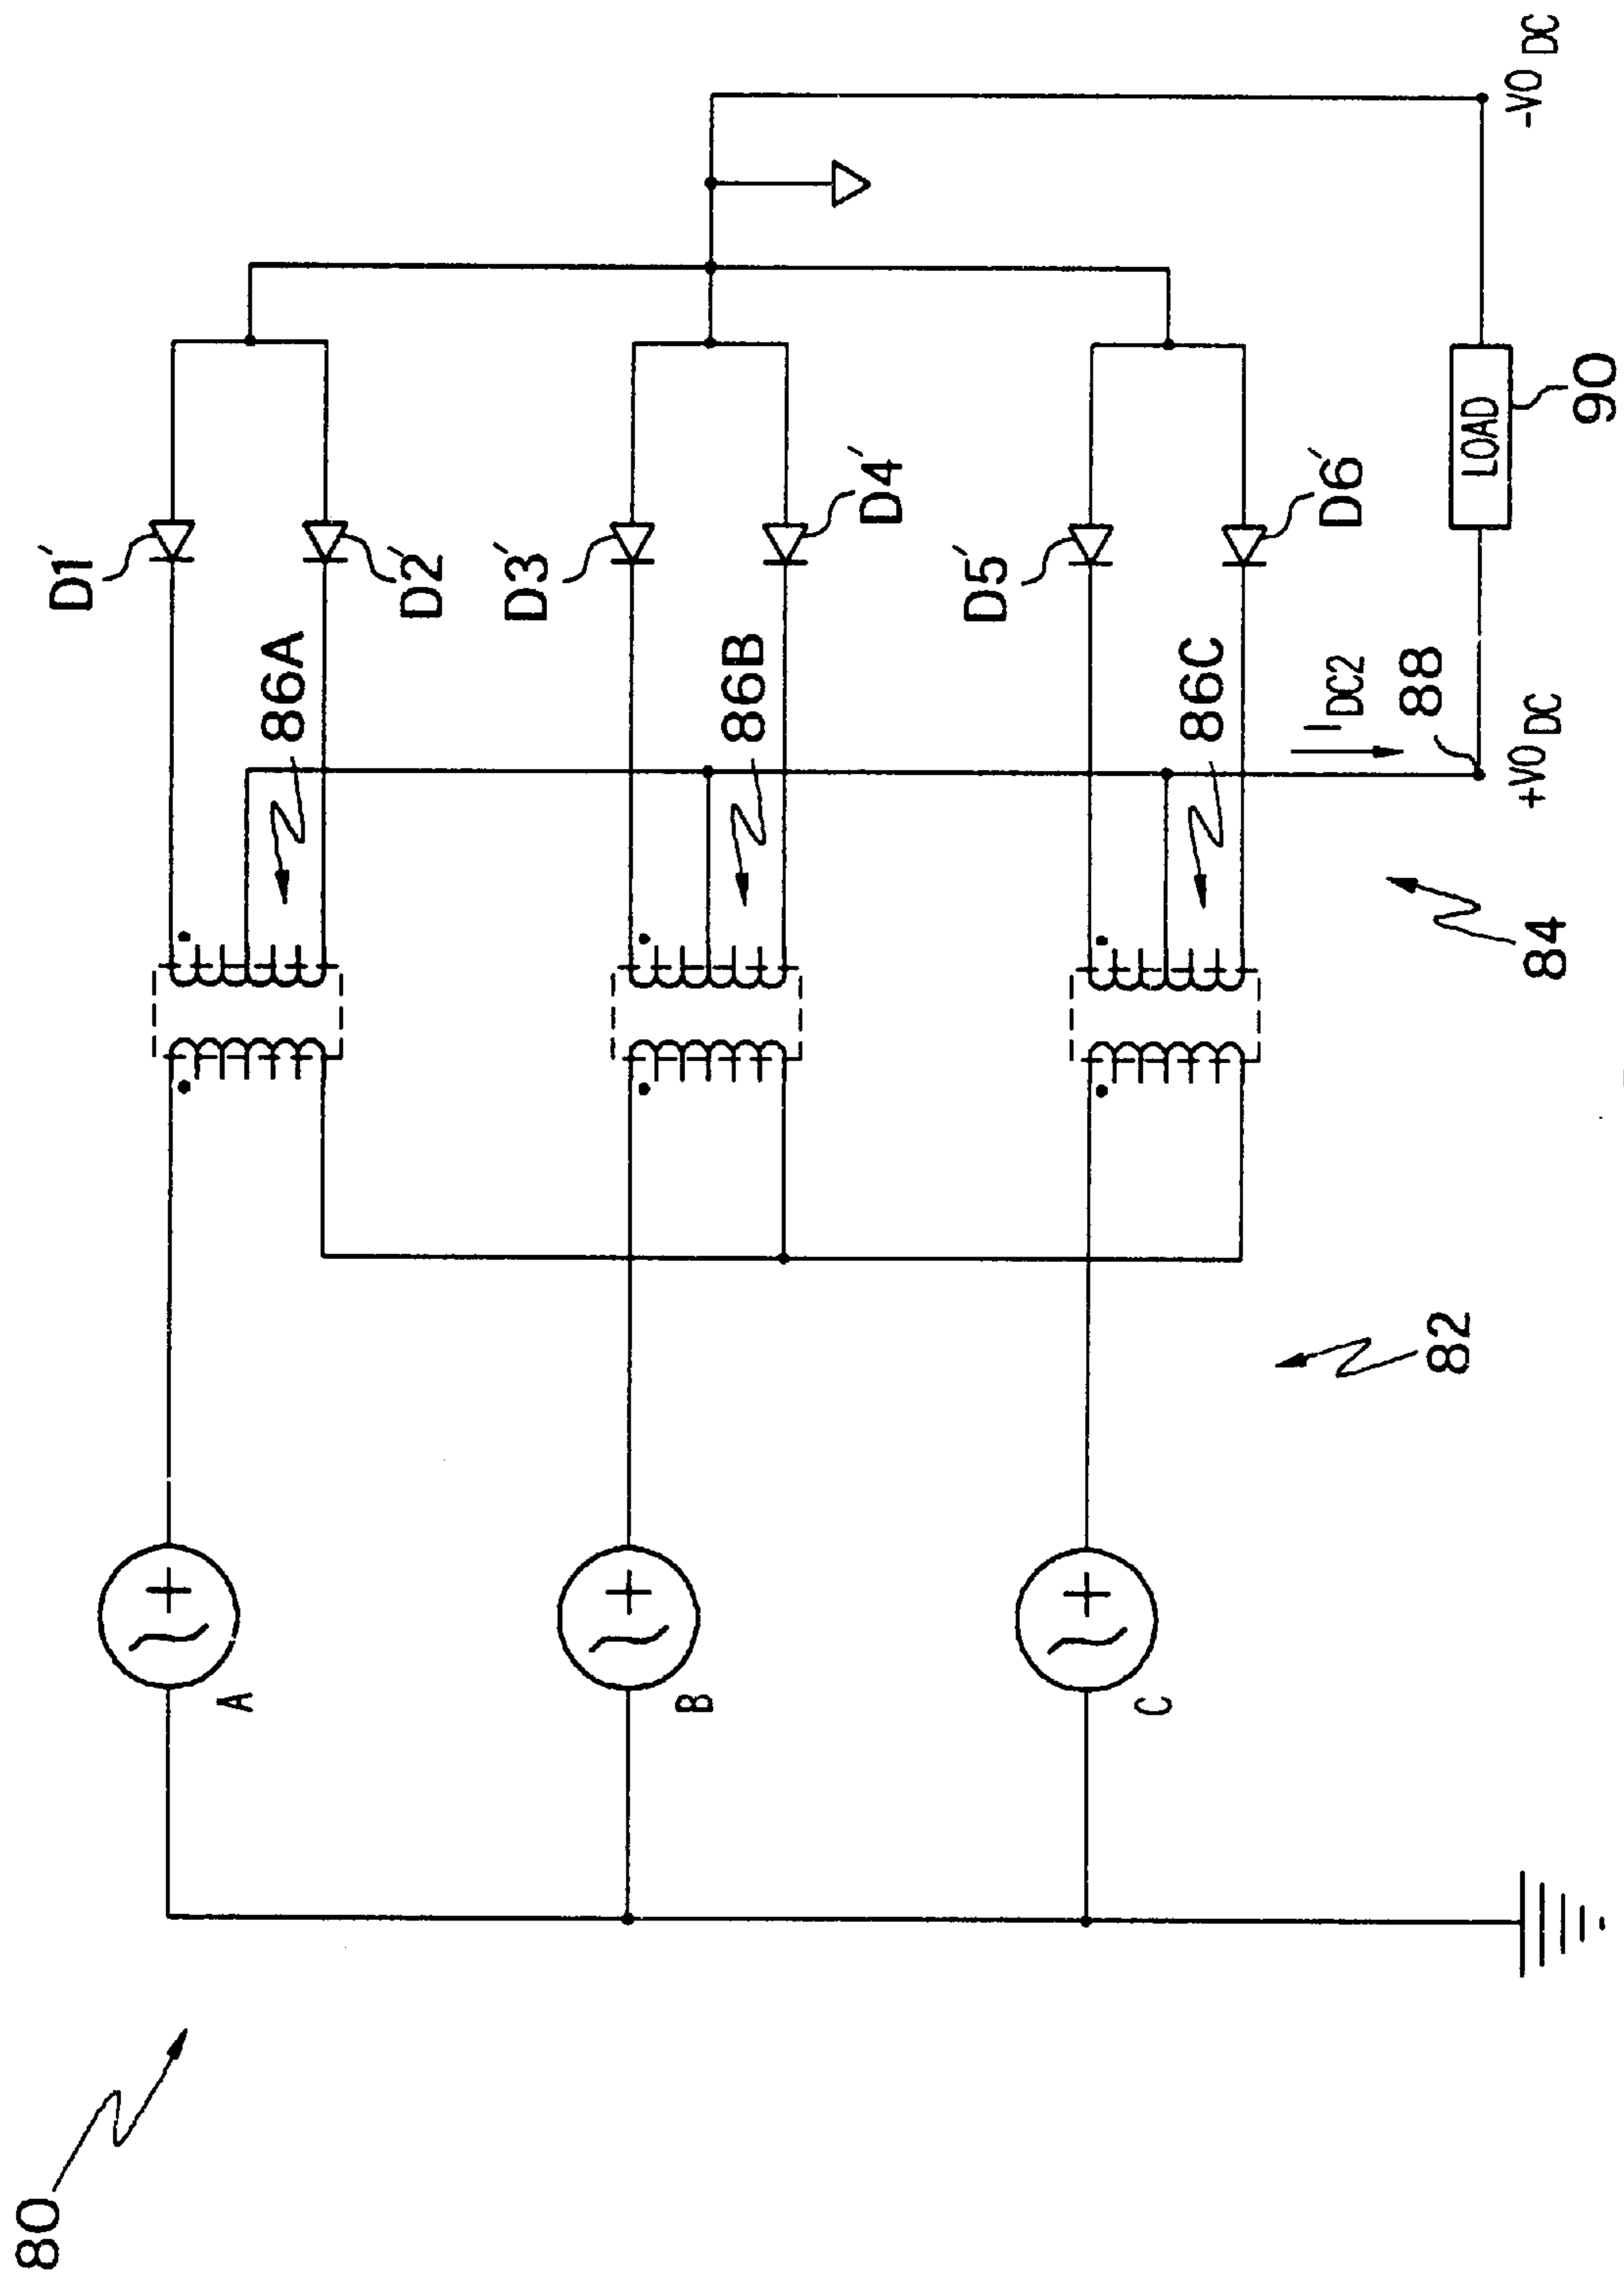 80
A
B
C
82
84
86A
86B
86C
D1'
D2'
D3'
D4'
D5'
D6'
I DC2
88
+VO DC
LOAD
90
-VO DC